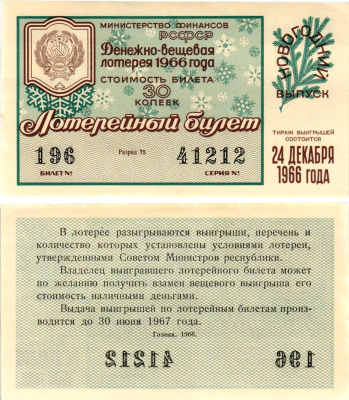 МИНИСТЕРСТВО ФИНАНСОВ
РСФСР
Денежно-вещевая
лотерея 1966 года
СТОИМОСТЬ БИЛЕТА
30
КОПЕЕК
НОВОГОДНИЙ
ВЫПУСК
Лотерейный билет
196 Разряд 75 41212
БИЛЕТ № СЕРИЯ №
ТИРАЖ ВЫИГРЫШЕЙ
СОСТОИТСЯ
24 ДЕКАБРЯ
1966 ГОДА
В лотерее разыгрываются выигрыши, перечень и
количество которых установлены условиями лотереи,
утвержденными Советом Министров республики.
Владелец выигравшего лотерейного билета может
по желанию получить взамен вещевого выигрыша его
стоимость наличными деньгами.
Выдача выигрышей по лотерейным билетам произ-
водится до 30 июня 1967 года.
Гознак. 1966.
41212 196